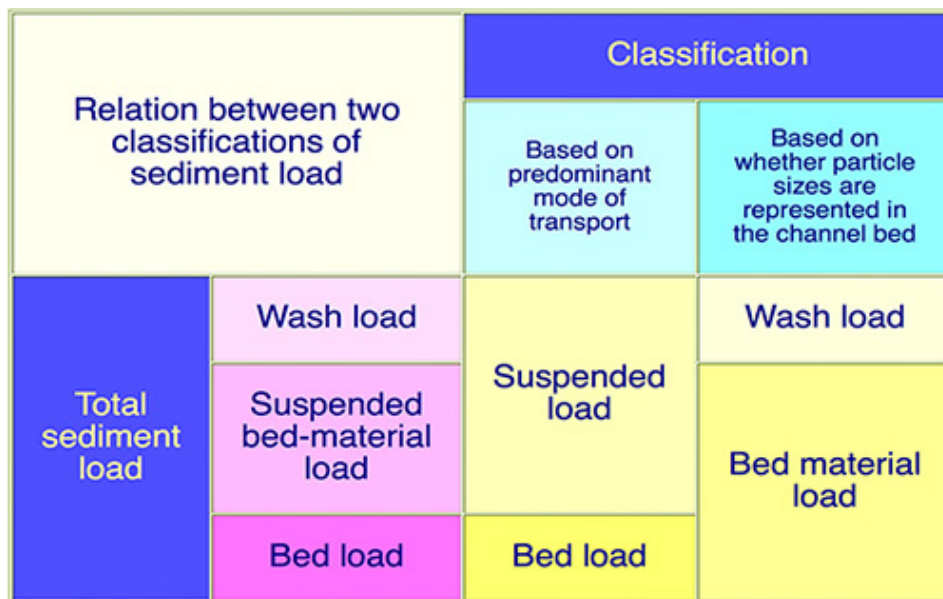 Relation between two
classifications of
sediment load
Classification
Based on
predominant
mode of
transport
Based on
whether particle
sizes are
represented in
the channel bed
Total
sediment
load
Wash load
Suspended
load
Wash load
Suspended
bed-material
load
Bed material
load
Bed load
Bed load